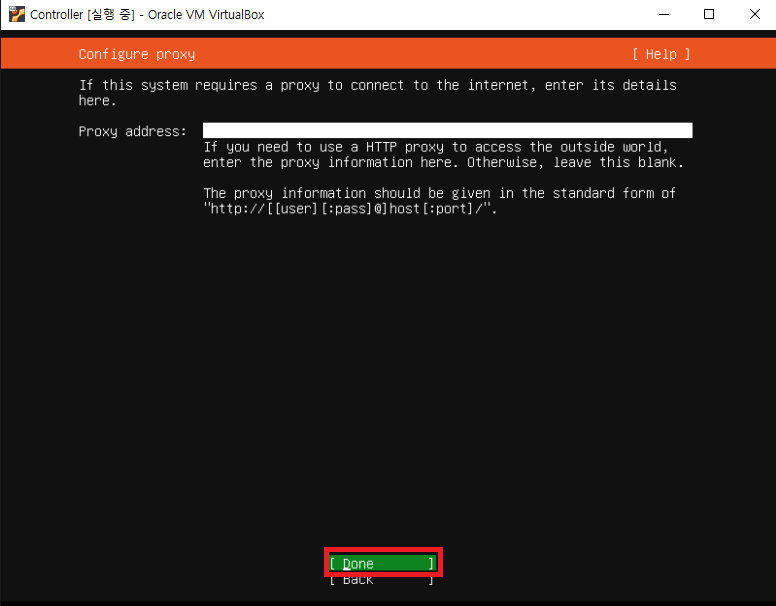 Controller [실행 중] - Oracle VM VirtualBox
Configure proxy [ Help ]
If this system requires a proxy to connect to the internet, enter its details
here.
Proxy address:
If you need to use a HTTP proxy to access the outside world,
enter the proxy information here. Otherwise, leave this blank.
The proxy information should be given in the standard form of
"http://[[user][:pass]@]host[:port]/".
[ Done ]
[ Back ]